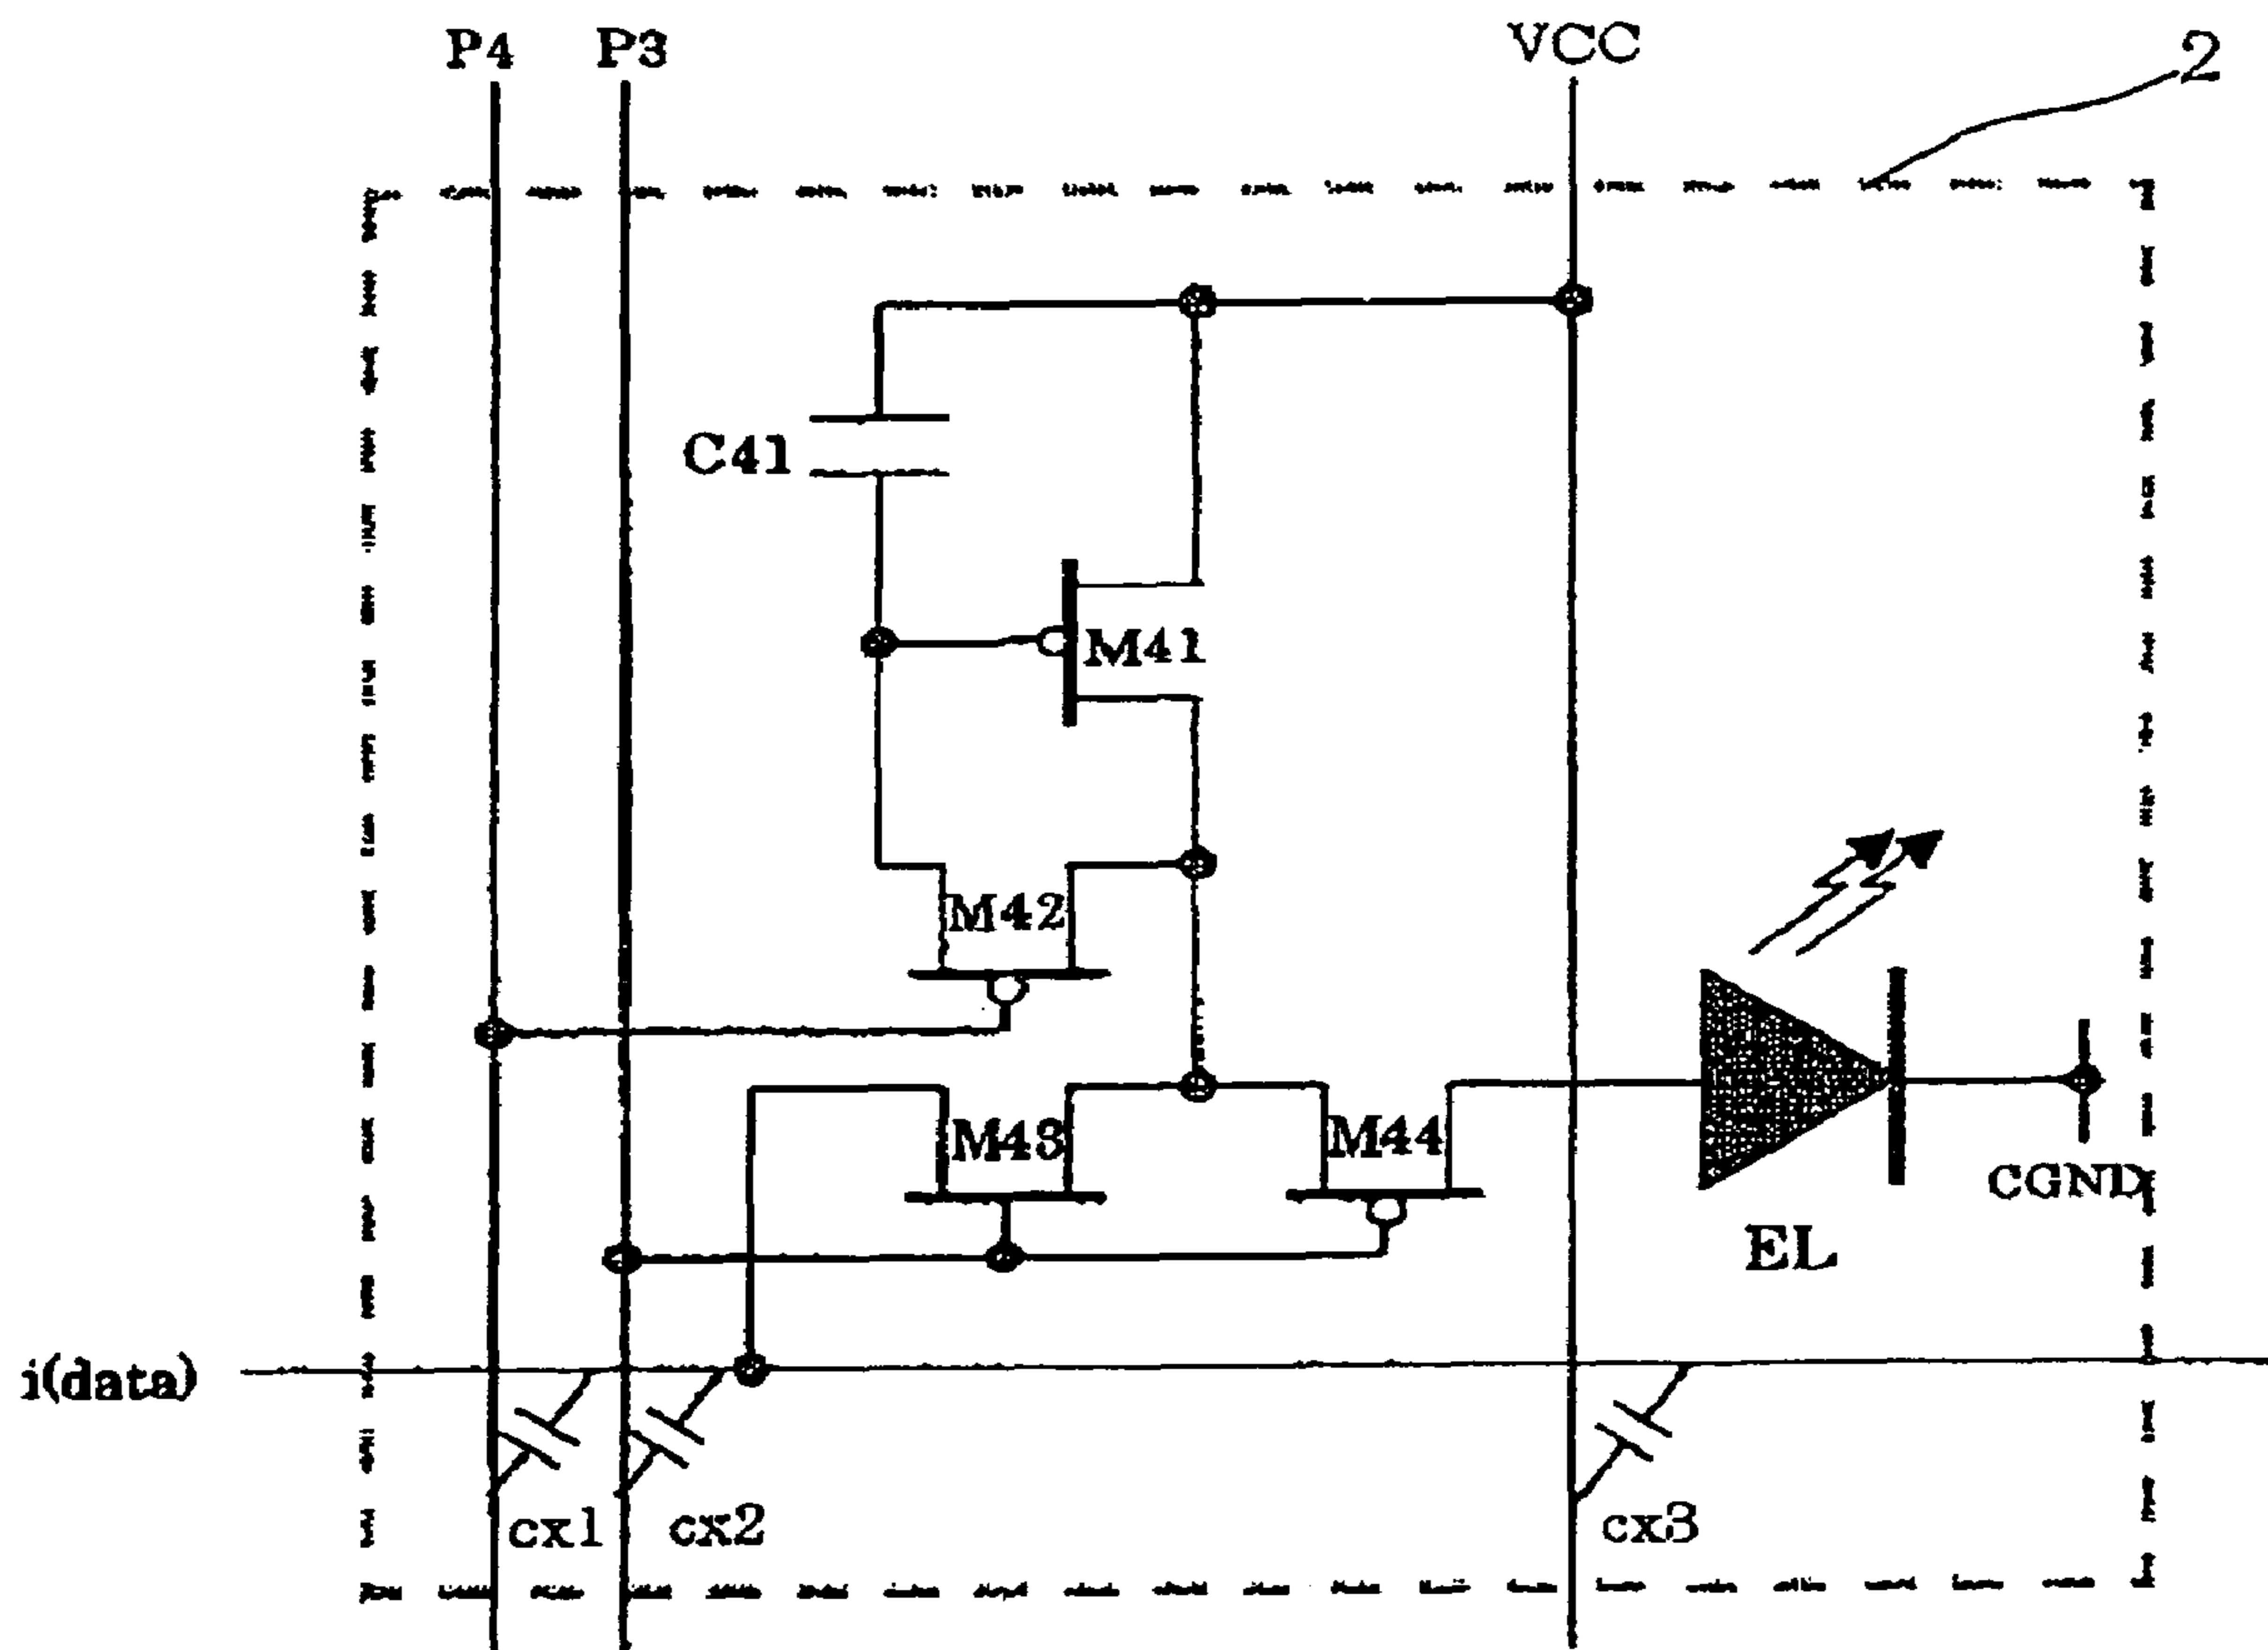 P4 P3 VCC 2
C41
M41
M42
M43 M44
CGND
EL
i(data)
cx1 cx2 cx3